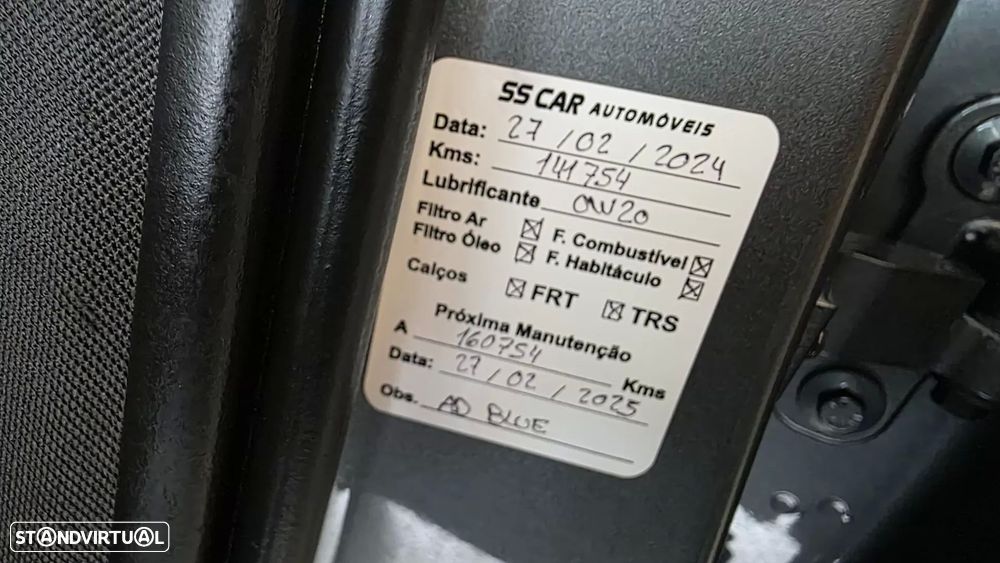 SS CAR AUTOMÓVEIS
Data: 27 / 02 / 2024
Kms: 141754
Lubrificante 0W20
Filtro Ar ☒ F. Combustível ☒
Filtro Óleo ☒ F. Habitáculo ☒
Calços ☒ FRT ☒ TRS
Próxima Manutenção
A 160754 Kms
Data: 27 / 02 / 2025
Obs. AD BLUE
STANDVIRTUAL